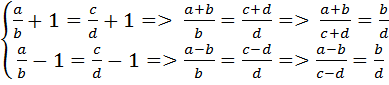 a/b + 1 = c/d + 1 => (a+b)/b = (c+d)/d => (a+b)/(c+d) = b/d
a/b − 1 = c/d − 1 => (a−b)/b = (c−d)/d => (a−b)/(c−d) = b/d